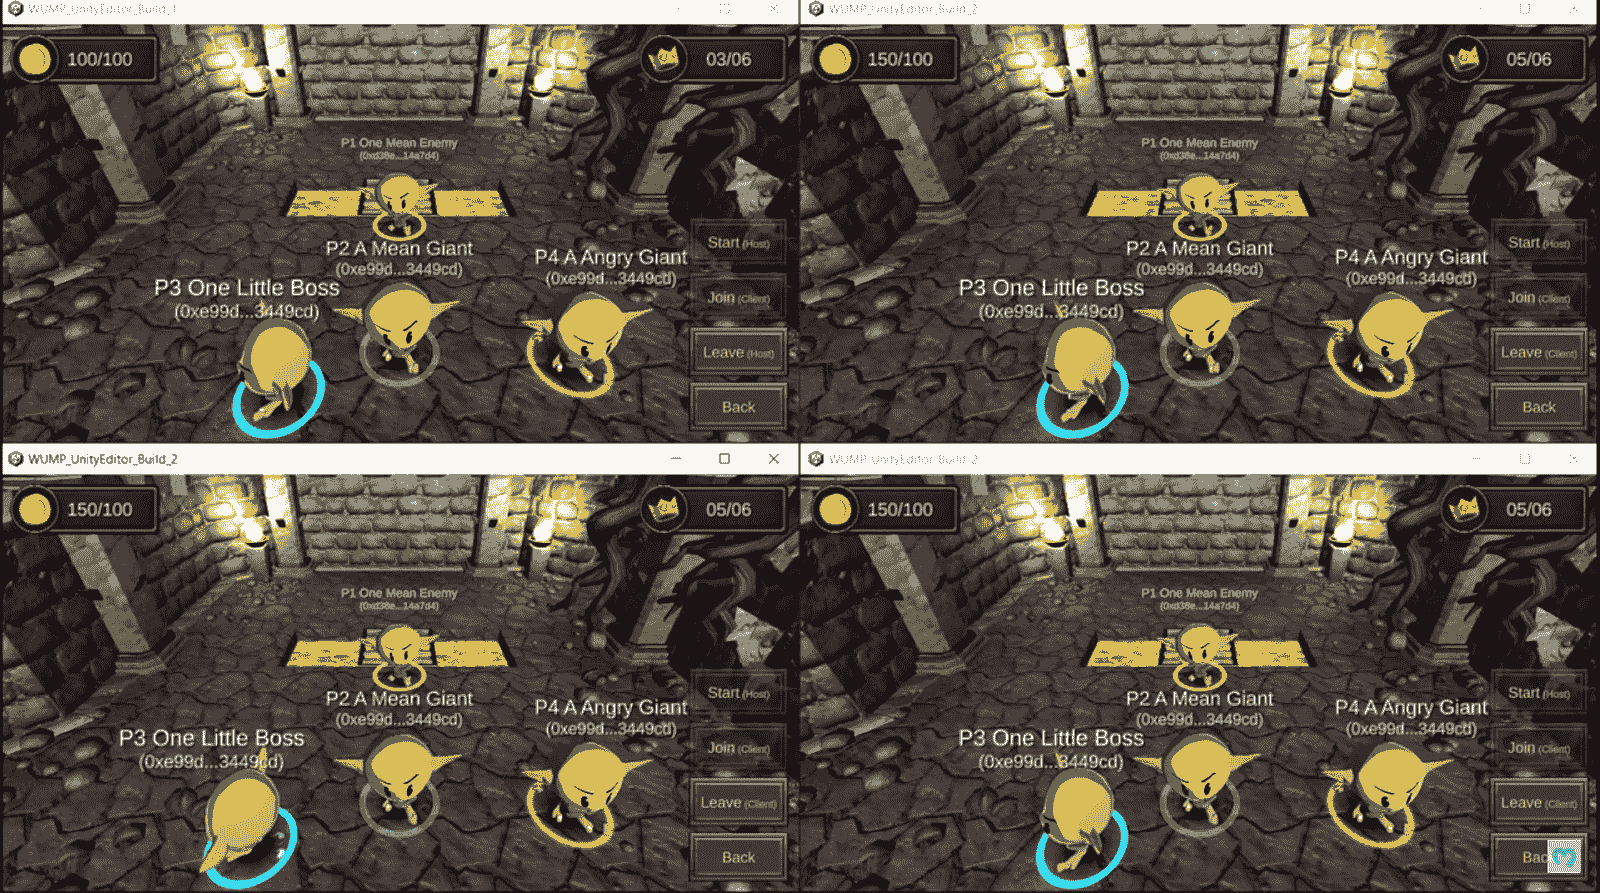 WUMP_UnityEditor_Build_1
100/100
03/06
P1 One Mean Enemy
(0xd38e...14a7d4)
P2 A Mean Giant
(0xe99d...3449cd)
P4 A Angry Giant
(0xe99d...3449cd)
P3 One Little Boss
(0xe99d...3449cd)
Start (Host)
Join (Client)
Leave (Host)
Back
WUMP_UnityEditor_Build_2
150/100
05/06
P1 One Mean Enemy
(0xd38e...14a7d4)
P2 A Mean Giant
(0xe99d...3449cd)
P4 A Angry Giant
(0xe99d...3449cd)
P3 One Little Boss
(0xe99d...3449cd)
Start (Host)
Join (Client)
Leave (Client)
Back
WUMP_UnityEditor_Build_2
150/100
05/06
P1 One Mean Enemy
(0xd38e...14a7d4)
P2 A Mean Giant
(0xe99d...3449cd)
P4 A Angry Giant
(0xe99d...3449cd)
P3 One Little Boss
(0xe99d...3449cd)
Start (Host)
Join (Client)
Leave (Client)
Back
WUMP_UnityEditor_Build_2
150/100
05/06
P1 One Mean Enemy
(0xd38e...14a7d4)
P2 A Mean Giant
(0xe99d...3449cd)
P4 A Angry Giant
(0xe99d...3449cd)
P3 One Little Boss
(0xe99d...3449cd)
Start (Host)
Join (Client)
Leave (Client)
Bac